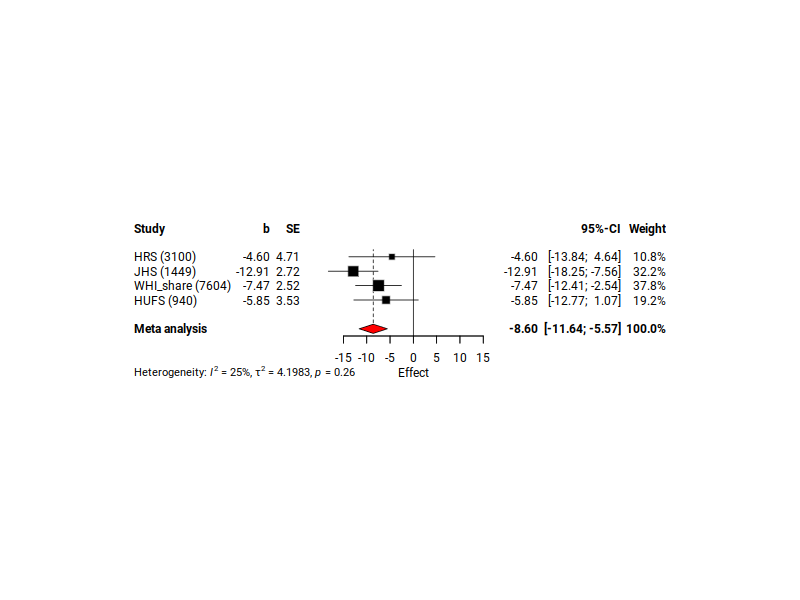 Study b SE 95%-CI Weight
HRS (3100) -4.60 4.71 -4.60 [-13.84; 4.64] 10.8%
JHS (1449) -12.91 2.72 -12.91 [-18.25; -7.56] 32.2%
WHI_share (7604) -7.47 2.52 -7.47 [-12.41; -2.54] 37.8%
HUFS (940) -5.85 3.53 -5.85 [-12.77; 1.07] 19.2%
Meta analysis -8.60 [-11.64; -5.57] 100.0%
-15 -10 -5 0 5 10 15
Heterogeneity: I² = 25%, τ² = 4.1983, p = 0.26
Effect